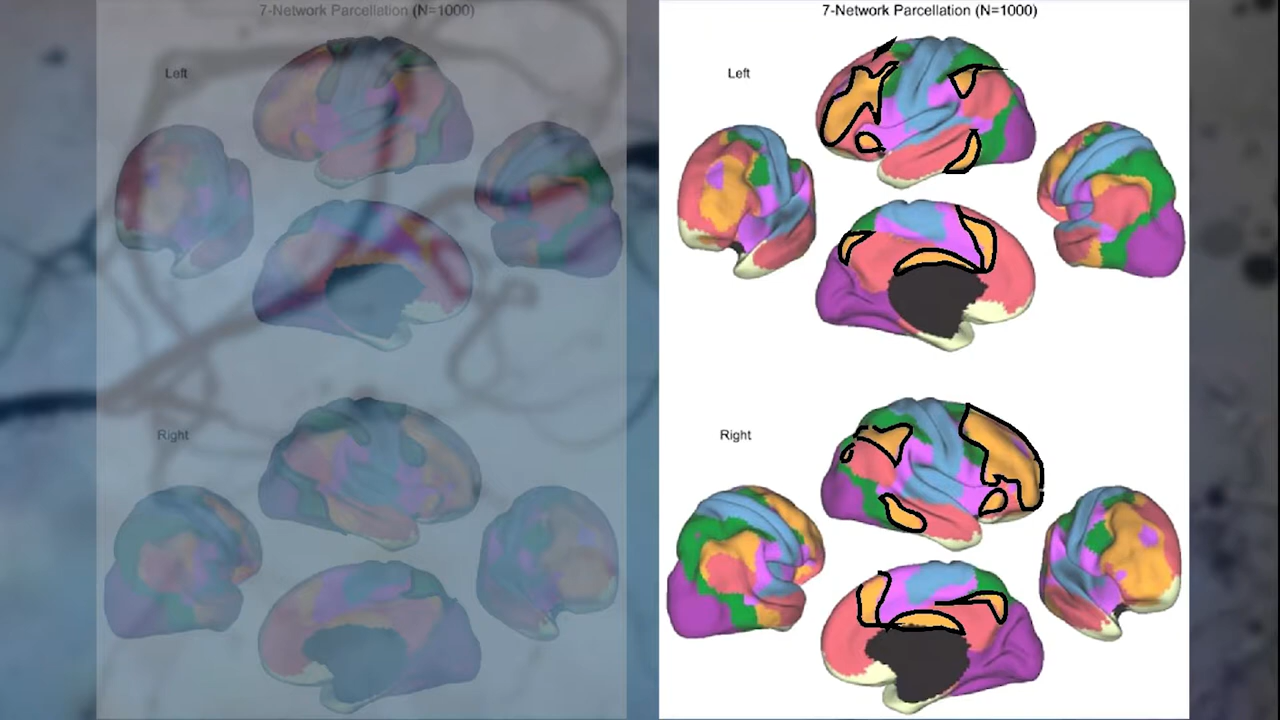 7-Network Parcellation (N=1000)
Left
Right
7-Network Parcellation (N=1000)
Left
Right